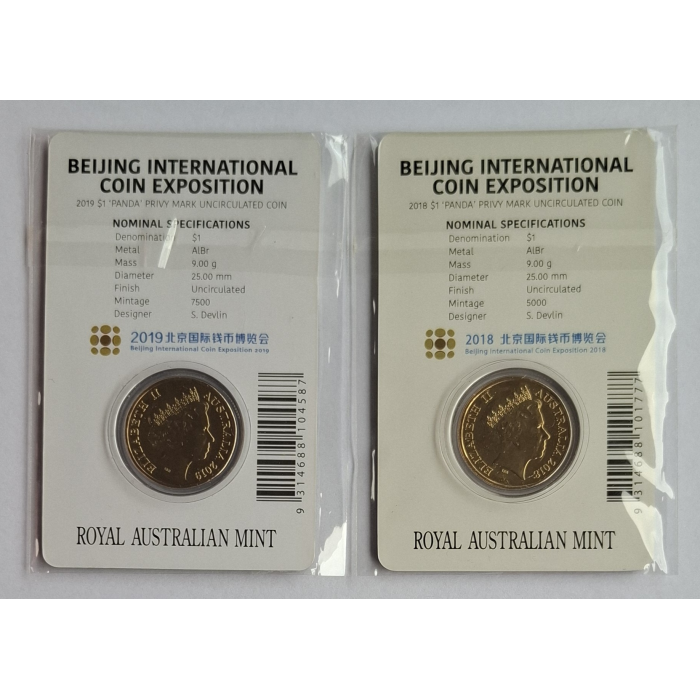 BEIJING INTERNATIONAL
COIN EXPOSITION
2019 $1 'PANDA' PRIVY MARK UNCIRCULATED COIN
NOMINAL SPECIFICATIONS
Denomination $1
Metal AlBr
Mass 9.00 g
Diameter 25.00 mm
Finish Uncirculated
Mintage 7500
Designer S. Devlin
2019 北京国际钱币博览会
Beijing International Coin Exposition 2019
ELIZABETH II AUSTRALIA 2019
9 314688 104587
ROYAL AUSTRALIAN MINT
BEIJING INTERNATIONAL
COIN EXPOSITION
2018 $1 'PANDA' PRIVY MARK UNCIRCULATED COIN
NOMINAL SPECIFICATIONS
Denomination $1
Metal AlBr
Mass 9.00 g
Diameter 25.00 mm
Finish Uncirculated
Mintage 5000
Designer S. Devlin
2018 北京国际钱币博览会
Beijing International Coin Exposition 2018
ELIZABETH II AUSTRALIA 2018
9 314688 101777
ROYAL AUSTRALIAN MINT